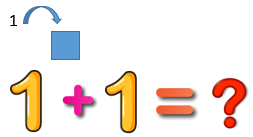 1
1 + 1 = ?